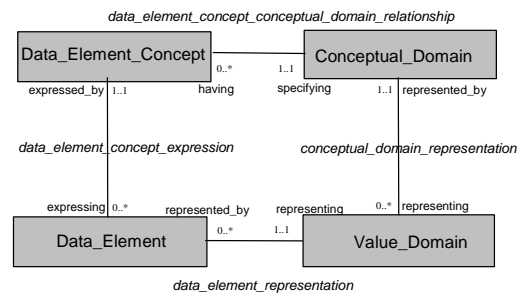 data_element_concept_conceptual_domain_relationship
Data_Element_Concept
Conceptual_Domain
0..*
1..1
expressed_by
1..1
having
specifying
1..1
represented_by
data_element_concept_expression
conceptual_domain_representation
expressing
0..*
represented_by
representing
0..*
representing
Data_Element
0..*
1..1
Value_Domain
data_element_representation